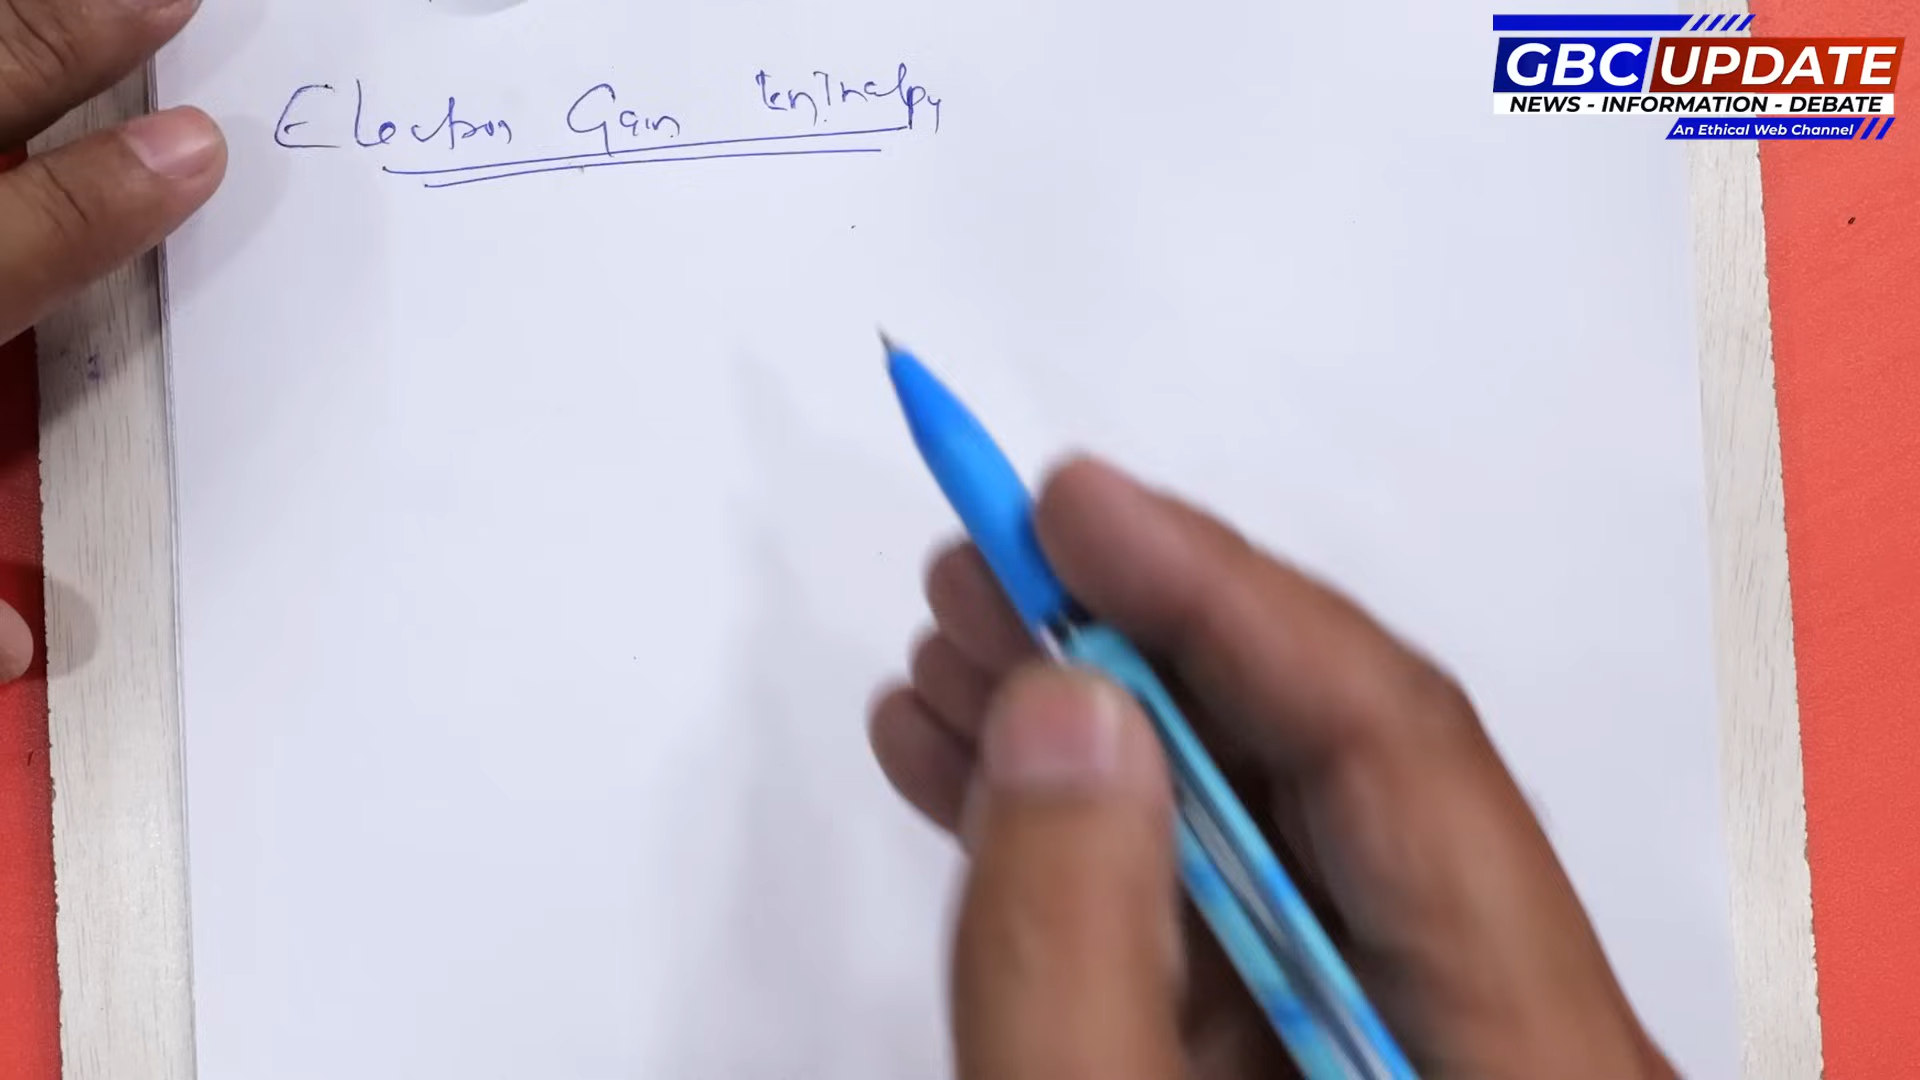 Electron Gain Enthalpy
GBC UPDATE
NEWS - INFORMATION - DEBATE
An Ethical Web Channel